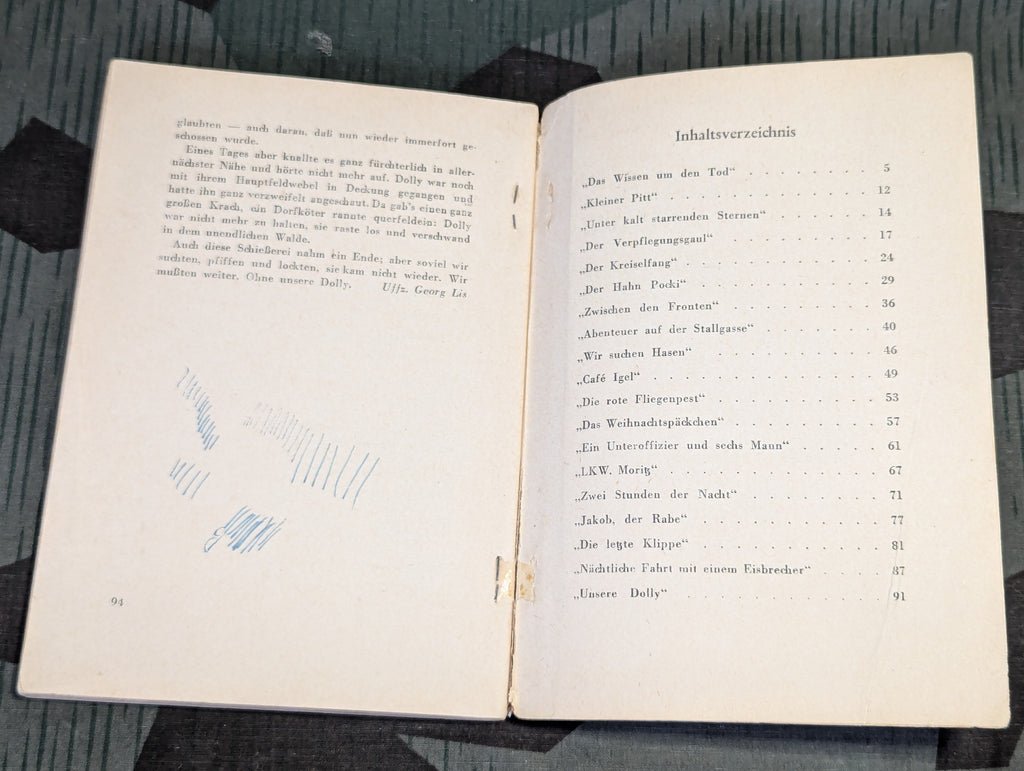 glaubten — auch daran, daß nun wieder immerfort ge-
schossen wurde.
Eines Tages aber knallte es ganz fürchterlich in aller-
nächster Nähe und hörte nicht mehr auf. Dolly war noch
mit ihrem Hauptfeldwebel in Deckung gegangen und
hatte ihn ganz verzweifelt angeschaut. Da gab's einen ganz
großen Krach, ein Dorfköter rannte querfeldein: Dolly
war nicht mehr zu halten, sie raste los und verschwand
in dem unendlichen Walde.
Auch diese Schießerei nahm ein Ende; aber soviel wir
suchten, pfiffen und lockten, sie kam nicht wieder. Wir
mußten weiter. Ohne unsere Dolly. Uffz. Georg Lis
94
Inhaltsverzeichnis
„Das Wissen um den Tod“ . . . . . . . . . 5
„Kleiner Pitt“ . . . . . . . . . . . . 12
„Unter kalt starrenden Sternen“ . . . . . . . 14
„Der Verpflegungsgaul“ . . . . . . . . . 17
„Der Kreiselfang“ . . . . . . . . . . . 24
„Der Hahn Pocki“ . . . . . . . . . . . 29
„Zwischen den Fronten“ . . . . . . . . . 36
„Abenteuer auf der Stallgasse“ . . . . . . . 40
„Wir suchen Hasen“ . . . . . . . . . . 46
„Café Igel“ . . . . . . . . . . . . . 49
„Die rote Fliegenpest“ . . . . . . . . . . 53
„Das Weihnachtspäckchen“ . . . . . . . . 57
„Ein Unteroffizier und sechs Mann“ . . . . . 61
„LKW. Moritz“ . . . . . . . . . . . . 67
„Zwei Stunden der Nacht“ . . . . . . . . 71
„Jakob, der Rabe“ . . . . . . . . . . . 77
„Die letzte Klippe“ . . . . . . . . . . . 81
„Nächtliche Fahrt mit einem Eisbrecher“ . . . . 87
„Unsere Dolly“ . . . . . . . . . . . . 91